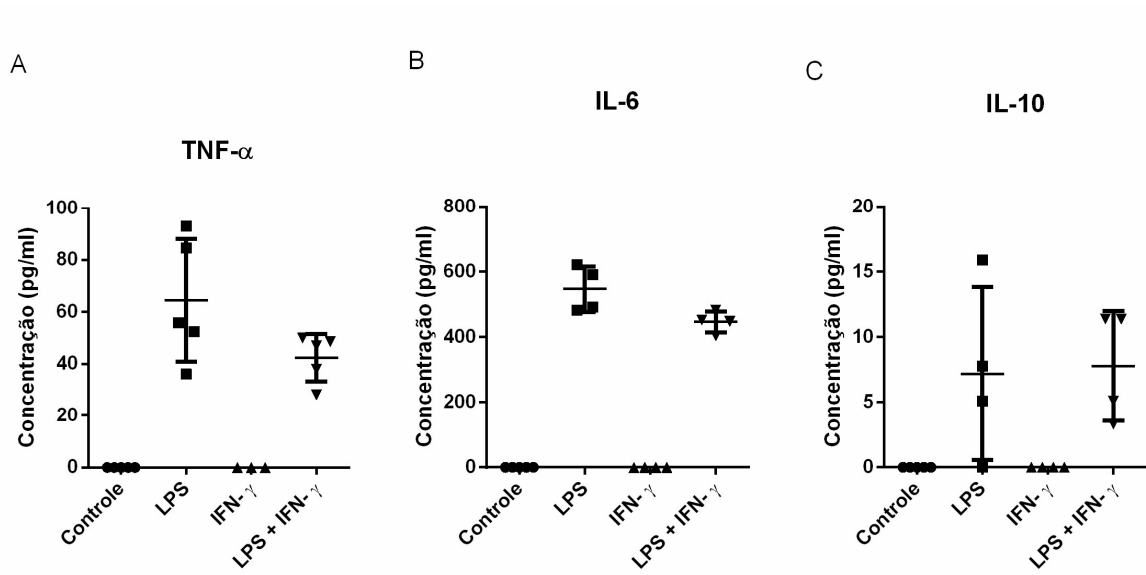 A
TNF-α
Concentração (pg/ml)
100
80
60
40
20
0
Controle
LPS
IFN- γ
LPS + IFN- γ
B
IL-6
Concentração (pg/ml)
800
600
400
200
0
Controle
LPS
IFN- γ
LPS + IFN- γ
C
IL-10
Concentração (pg/ml)
20
15
10
5
0
Controle
LPS
IFN- γ
LPS + IFN- γ